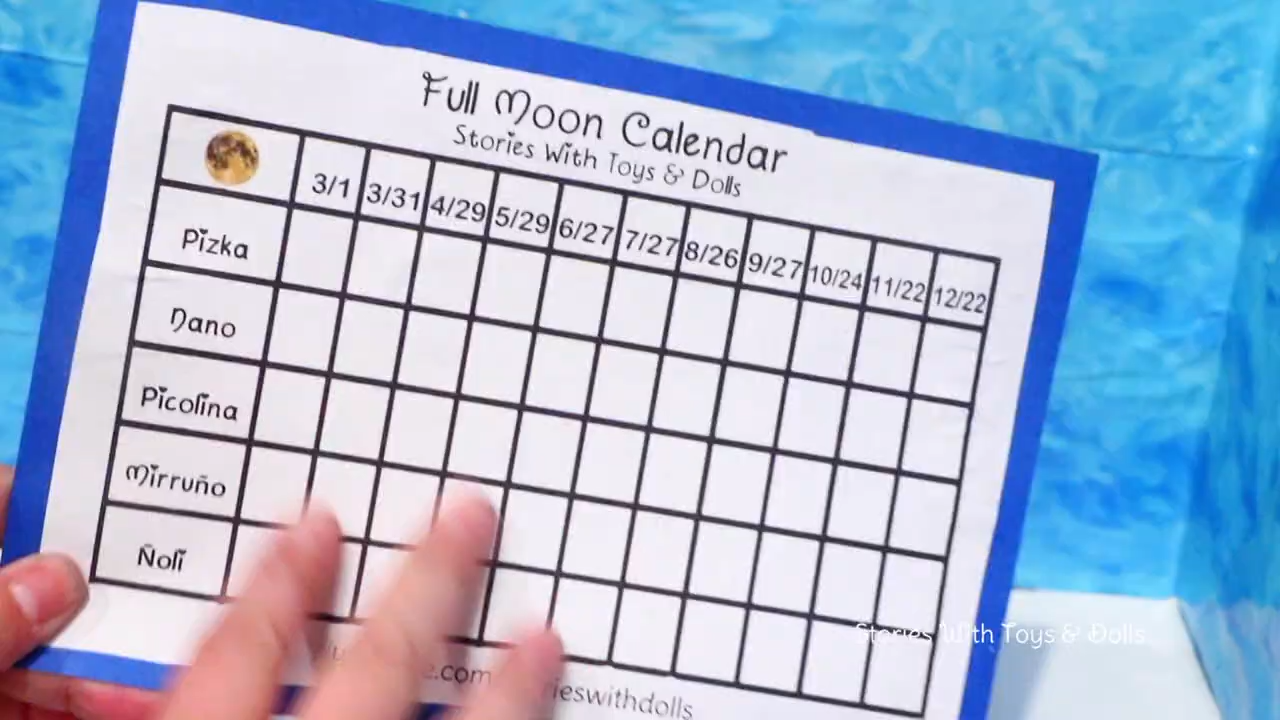 Full Moon Calendar
Stories With Toys & Dolls
3/1 3/31 4/29 5/29 6/27 7/27 8/26 9/27 10/24 11/22 12/22
Pizka
Nano
Picolina
Mirruño
Ñoli
Stories With Toys & Dolls